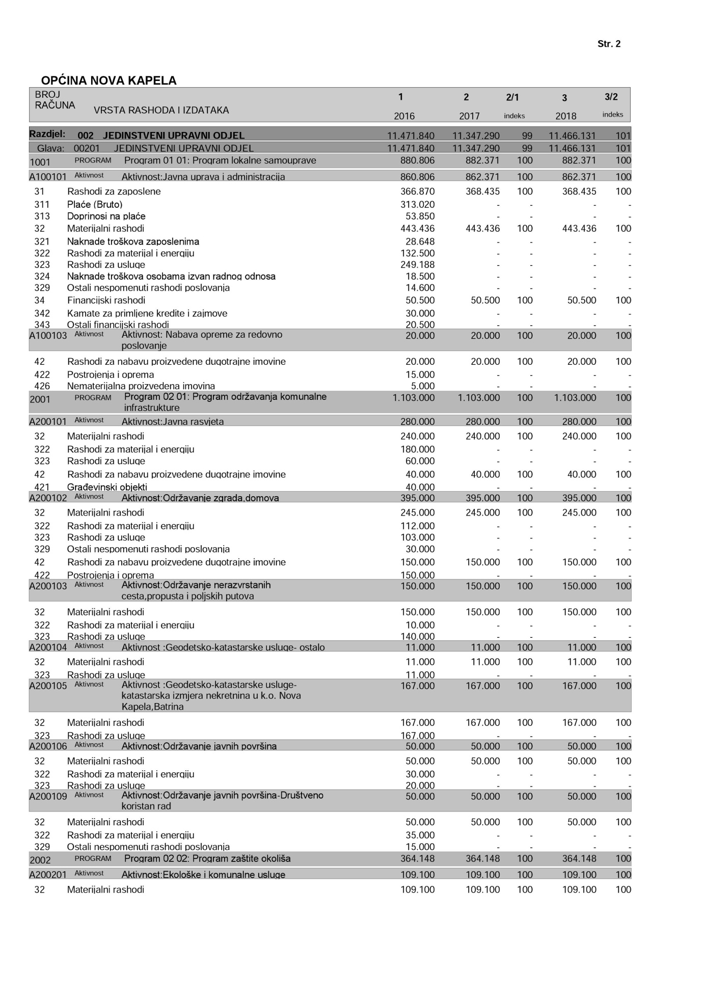 Str. 2
OPĆINA NOVA KAPELA
BROJ RAČUNA VRSTA RASHODA I IZDATAKA 1 2 2/1 3 3/2
2016 2017 indeks 2018 indeks
Razdjel: 002 JEDINSTVENI UPRAVNI ODJEL 11.471.840 11.347.290 99 11.466.131 101
Glava: 00201 JEDINSTVENI UPRAVNI ODJEL 11.471.840 11.347.290 99 11.466.131 101
1001 PROGRAM Program 01 01: Program lokalne samouprave 880.806 882.371 100 882.371 100
A100101 Aktivnost Aktivnost:Javna uprava i administracija 860.806 862.371 100 862.371 100
31 Rashodi za zaposlene 366.870 368.435 100 368.435 100
311 Plaće (Bruto) 313.020 - - - -
313 Doprinosi na plaće 53.850 - - - -
32 Materijalni rashodi 443.436 443.436 100 443.436 100
321 Naknade troškova zaposlenima 28.648 - - - -
322 Rashodi za materijal i energiju 132.500 - - - -
323 Rashodi za usluge 249.188 - - - -
324 Naknade troškova osobama izvan radnog odnosa 18.500 - - - -
329 Ostali nespomenuti rashodi poslovanja 14.600 - - - -
34 Financijski rashodi 50.500 50.500 100 50.500 100
342 Kamate za primljene kredite i zajmove 30.000 - - - -
343 Ostali financijski rashodi 20.500 - - - -
A100103 Aktivnost Aktivnost: Nabava opreme za redovno 20.000 20.000 100 20.000 100
poslovanje
42 Rashodi za nabavu proizvedene dugotrajne imovine 20.000 20.000 100 20.000 100
422 Postrojenja i oprema 15.000 - - - -
426 Nematerijalna proizvedena imovina 5.000 - - - -
2001 PROGRAM Program 02 01: Program održavanja komunalne 1.103.000 1.103.000 100 1.103.000 100
infrastrukture
A200101 Aktivnost Aktivnost:Javna rasvjeta 280.000 280.000 100 280.000 100
32 Materijalni rashodi 240.000 240.000 100 240.000 100
322 Rashodi za materijal i energiju 180.000 - - - -
323 Rashodi za usluge 60.000 - - - -
42 Rashodi za nabavu proizvedene dugotrajne imovine 40.000 40.000 100 40.000 100
421 Građevinski objekti 40.000 - - - -
A200102 Aktivnost Aktivnost:Održavanje zgrada,domova 395.000 395.000 100 395.000 100
32 Materijalni rashodi 245.000 245.000 100 245.000 100
322 Rashodi za materijal i energiju 112.000 - - - -
323 Rashodi za usluge 103.000 - - - -
329 Ostali nespomenuti rashodi poslovanja 30.000 - - - -
42 Rashodi za nabavu proizvedene dugotrajne imovine 150.000 150.000 100 150.000 100
422 Postrojenja i oprema 150.000 - - - -
A200103 Aktivnost Aktivnost:Održavanje nerazvrstanih 150.000 150.000 100 150.000 100
cesta,propusta i poljskih putova
32 Materijalni rashodi 150.000 150.000 100 150.000 100
322 Rashodi za materijal i energiju 10.000 - - - -
323 Rashodi za usluge 140.000 - - - -
A200104 Aktivnost Aktivnost :Geodetsko-katastarske usluge- ostalo 11.000 11.000 100 11.000 100
32 Materijalni rashodi 11.000 11.000 100 11.000 100
323 Rashodi za usluge 11.000 - - - -
A200105 Aktivnost Aktivnost :Geodetsko-katastarske usluge- 167.000 167.000 100 167.000 100
katastarska izmjera nekretnina u k.o. Nova
Kapela,Batrina
32 Materijalni rashodi 167.000 167.000 100 167.000 100
323 Rashodi za usluge 167.000 - - - -
A200106 Aktivnost Aktivnost:Održavanje javnih površina 50.000 50.000 100 50.000 100
32 Materijalni rashodi 50.000 50.000 100 50.000 100
322 Rashodi za materijal i energiju 30.000 - - - -
323 Rashodi za usluge 20.000 - - - -
A200109 Aktivnost Aktivnost:Održavanje javnih površina-Društveno 50.000 50.000 100 50.000 100
koristan rad
32 Materijalni rashodi 50.000 50.000 100 50.000 100
322 Rashodi za materijal i energiju 35.000 - - - -
329 Ostali nespomenuti rashodi poslovanja 15.000 - - - -
2002 PROGRAM Program 02 02: Program zaštite okoliša 364.148 364.148 100 364.148 100
A200201 Aktivnost Aktivnost:Ekološke i komunalne usluge 109.100 109.100 100 109.100 100
32 Materijalni rashodi 109.100 109.100 100 109.100 100